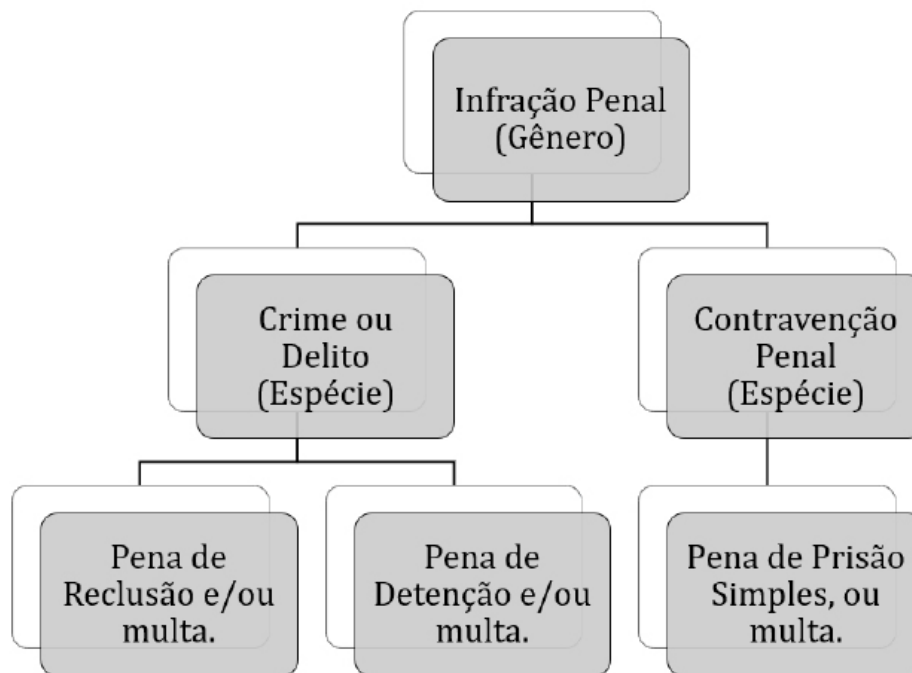 Infração Penal
(Gênero)
Crime ou
Delito
(Espécie)
Contravenção
Penal
(Espécie)
Pena de
Reclusão e/ou
multa.
Pena de
Detenção e/ou
multa.
Pena de Prisão
Simples, ou
multa.